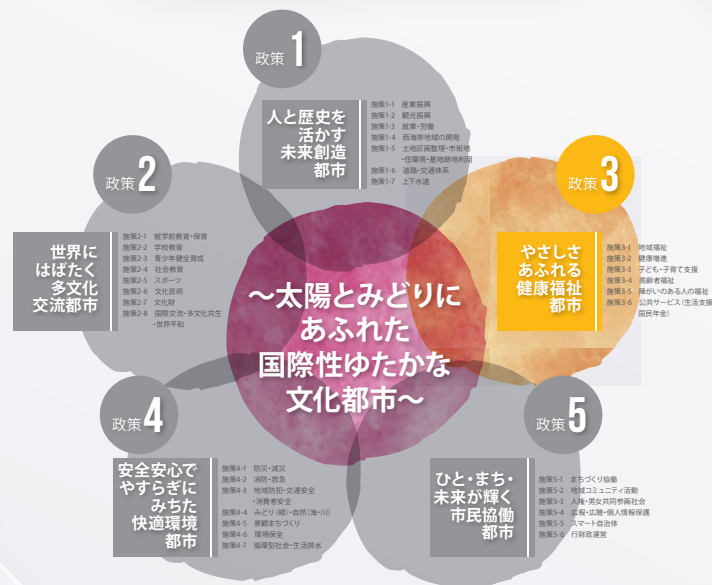 政策1
人と歴史を
活かす
未来創造
都市
施策1-1 産業振興
施策1-2 観光振興
施策1-3 就業・労働
施策1-4 西海岸地域の開発
施策1-5 土地区画整理・市街地
・住環境・基地跡地利用
施策1-6 道路・交通体系
施策1-7 上下水道
政策2
世界に
はばたく
多文化
交流都市
施策2-1 就学前教育・保育
施策2-2 学校教育
施策2-3 青少年健全育成
施策2-4 社会教育
施策2-5 スポーツ
施策2-6 文化芸術
施策2-7 文化財
施策2-8 国際交流・多文化共生
・世界平和
政策3
やさしさ
あふれる
健康福祉
都市
施策3-1 地域福祉
施策3-2 健康増進
施策3-3 子ども・子育て支援
施策3-4 高齢者福祉
施策3-5 障がいのある人の福祉
施策3-6 公共サービス(生活支援
国民年金)
〜太陽とみどりに
あふれた
国際性ゆたかな
文化都市〜
政策4
安全安心で
やすらぎに
みちた
快適環境
都市
施策4-1 防災・減災
施策4-2 消防・救急
施策4-3 地域防犯・交通安全
・消費者安全
施策4-4 みどり(緑)・自然(海・川)
施策4-5 景観まちづくり
施策4-6 環境保全
施策4-7 循環型社会・生活排水
政策5
ひと・まち・
未来が輝く
市民協働
都市
施策5-1 まちづくり協働
施策5-2 地域コミュニティ活動
施策5-3 人権・男女共同参画社会
施策5-4 広報・広聴・個人情報保護
施策5-5 スマート自治体
施策5-6 行財政運営